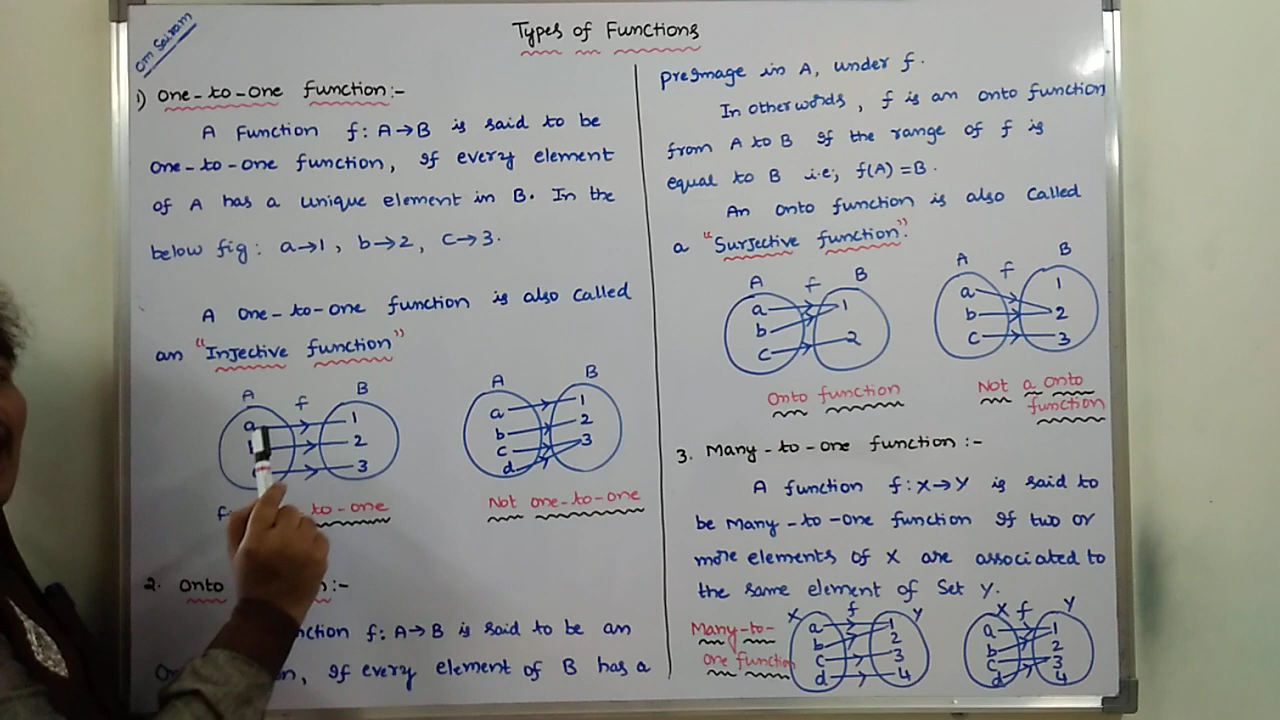 Om Sairam
Types of Functions
1) One-to-one function:-
A Function f: A→B is said to be
One-to-one function, If every element
of A has a unique element in B. In the
below fig: a→1, b→2, c→3.
A One-to-one function is also called
an "Injective function"
A f B
a 1
2
3
to-one
A B
a 1
b 2
c 3
d
Not one-to-one
2. Onto :-
nction f: A→B is said to be an
On n, If every element of B has a
preImage in A, under f.
In otherwords, f is an onto function
from A to B If the range of f is
equal to B i.e; f(A) = B.
An onto function is also called
a "Surjective function".
A f B
a 1
b
c 2
Onto function
A f B
a 1
b 2
c 3
Not a onto
function
3. Many-to-one function:-
A function f: X→Y is said to
be Many-to-one function If two or
more elements of X are associated to
the same element of Set Y.
Many-to-
one function
X f Y
a 1
b 2
c 3
d 4
X f Y
a 1
b 2
c 3
d 4